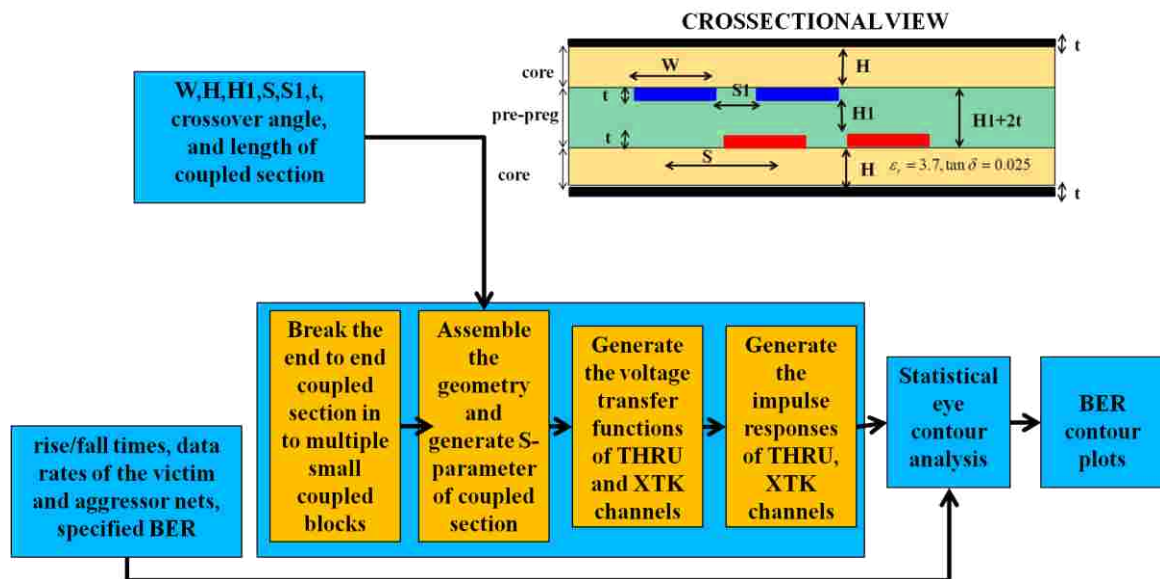 CROSSECTIONAL VIEW
t
core
W
H
t
S1
pre-preg
H1
H1+2t
t
S
core
H
εr = 3.7, tan δ = 0.025
t
W,H,H1,S,S1,t,
crossover angle,
and length of
coupled section
Break the
end to end
coupled
section in
to multiple
small
coupled
blocks
Assemble
the
geometry
and
generate S-
parameter
of coupled
section
Generate
the voltage
transfer
functions
of THRU
and XTK
channels
Generate
the
impulse
responses
of THRU,
XTK
channels
Statistical
eye
contour
analysis
BER
contour
plots
rise/fall times, data
rates of the victim
and aggressor nets,
specified BER